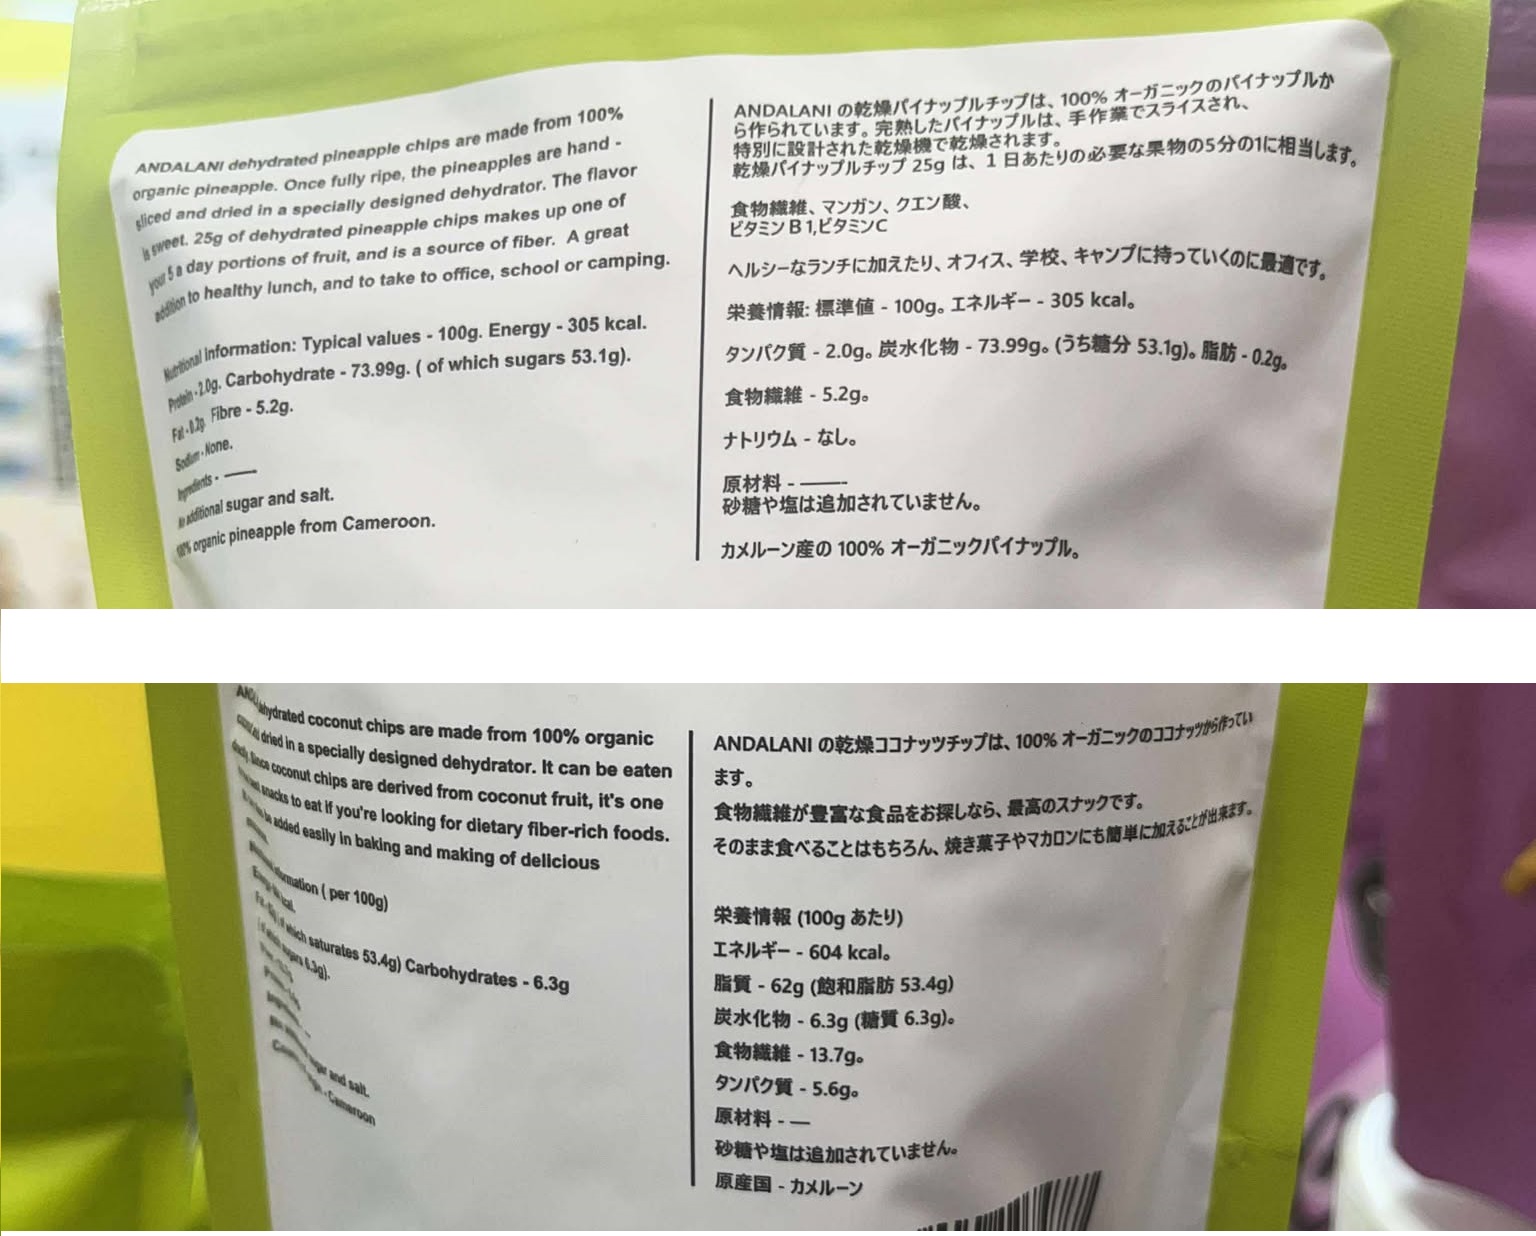 ANDALANI dehydrated pineapple chips are made from 100%
organic pineapple. Once fully ripe, the pineapples are hand -
sliced and dried in a specially designed dehydrator. The flavor
is sweet. 25g of dehydrated pineapple chips makes up one of
your 5 a day portions of fruit, and is a source of fiber. A great
addition to healthy lunch, and to take to office, school or camping.
Nutritional Information: Typical values - 100g. Energy - 305 kcal.
Protein - 2.0g. Carbohydrate - 73.99g. ( of which sugars 53.1g).
Fat - 0.2g. Fibre - 5.2g.
Sodium - None.
Ingredients - ——
No additional sugar and salt.
100% organic pineapple from Cameroon.
ANDALANI の乾燥パイナップルチップは、100% オーガニックのパイナップルか
ら作られています。完熟したパイナップルは、手作業でスライスされ、
特別に設計された乾燥機で乾燥されます。
乾燥パイナップルチップ 25g は、1 日あたりの必要な果物の5分の1に相当します。
食物繊維、マンガン、クエン酸、
ビタミンB1,ビタミンC
ヘルシーなランチに加えたり、オフィス、学校、キャンプに持っていくのに最適です。
栄養情報: 標準値 - 100g。エネルギー - 305 kcal。
タンパク質 - 2.0g。炭水化物 - 73.99g。(うち糖分 53.1g)。脂肪 - 0.2g。
食物繊維 - 5.2g。
ナトリウム - なし。
原材料 - ———
砂糖や塩は追加されていません。
カメルーン産の 100% オーガニックパイナップル。
dehydrated coconut chips are made from 100% organic
dried in a specially designed dehydrator. It can be eaten
Since coconut chips are derived from coconut fruit, it's one
snacks to eat if you're looking for dietary fiber-rich foods.
be added easily in baking and making of delicious
information ( per 100g)
kcal.
which saturates 53.4g) Carbohydrates - 6.3g
sugars 6.3g).
sugar and salt.
- Cameroon
ANDALANI の乾燥ココナッツチップは、100% オーガニックのココナッツから作ってい
ます。
食物繊維が豊富な食品をお探しなら、最高のスナックです。
そのまま食べることはもちろん、焼き菓子やマカロンにも簡単に加えることが出来ます。
栄養情報 (100g あたり)
エネルギー - 604 kcal。
脂質 - 62g (飽和脂肪 53.4g)
炭水化物 - 6.3g (糖質 6.3g)。
食物繊維 - 13.7g。
タンパク質 - 5.6g。
原材料 - —
砂糖や塩は追加されていません。
原産国 - カメルーン